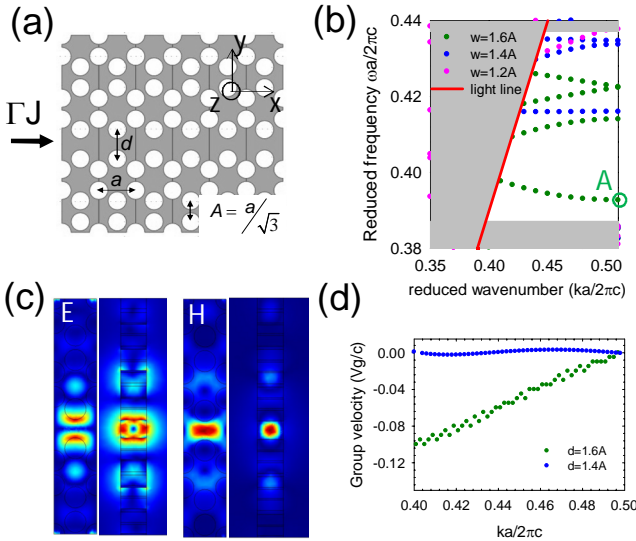 (a)
y
x
z
ΓJ
d
a
A = a/√3
(b)
Reduced frequency ωa/2πc
0.44
0.42
0.40
0.38
w=1.6A
w=1.4A
w=1.2A
light line
A
0.35 0.40 0.45 0.50
reduced wavenumber (ka/2πc)
(c)
E
H
(d)
Group velocity (Vg/c)
0.00
-0.04
-0.08
-0.12
d=1.6A
d=1.4A
0.40 0.42 0.44 0.46 0.48 0.50
ka/2πc